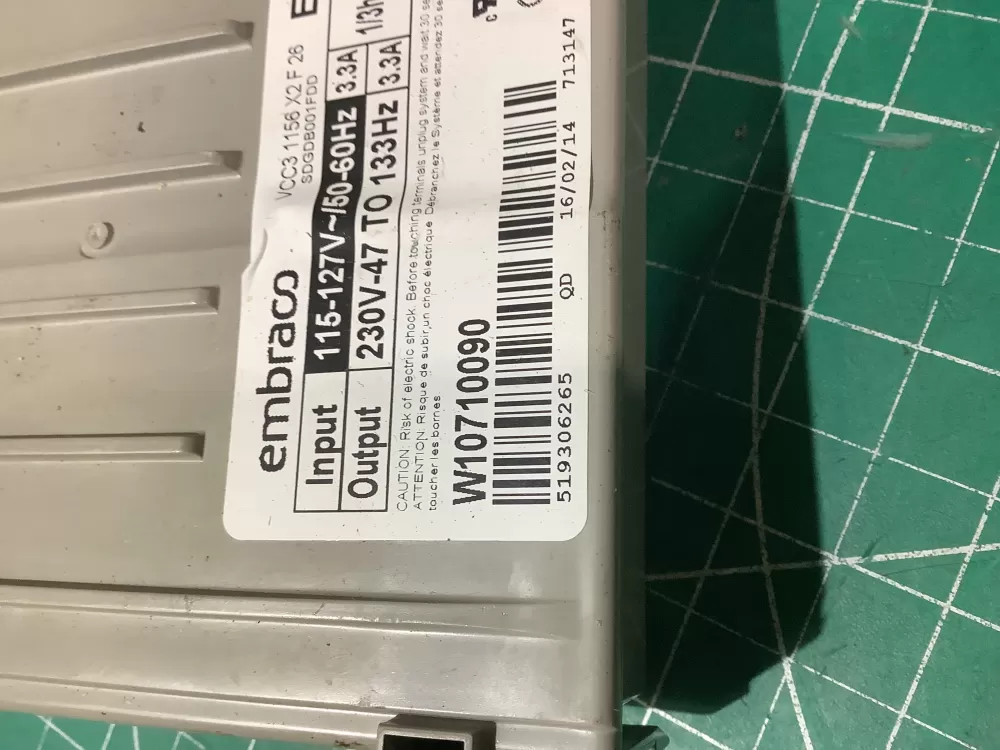 embraco
VCC3 1156 X2 F 26
SDGDB001FDD
E
Input 115-127V~/50-60Hz 3.3A 1/3h
Output 230V-47 TO 133Hz 3.3A
CAUTION: Risk of electric shock. Before touching terminals unplug system and wait 30 se
ATTENTION: Risque de subir un choc électrique. Débranchez le Système et attendez 30 se
toucher les bornes
W10710090
c
519306265 QD 16/02/14 713147